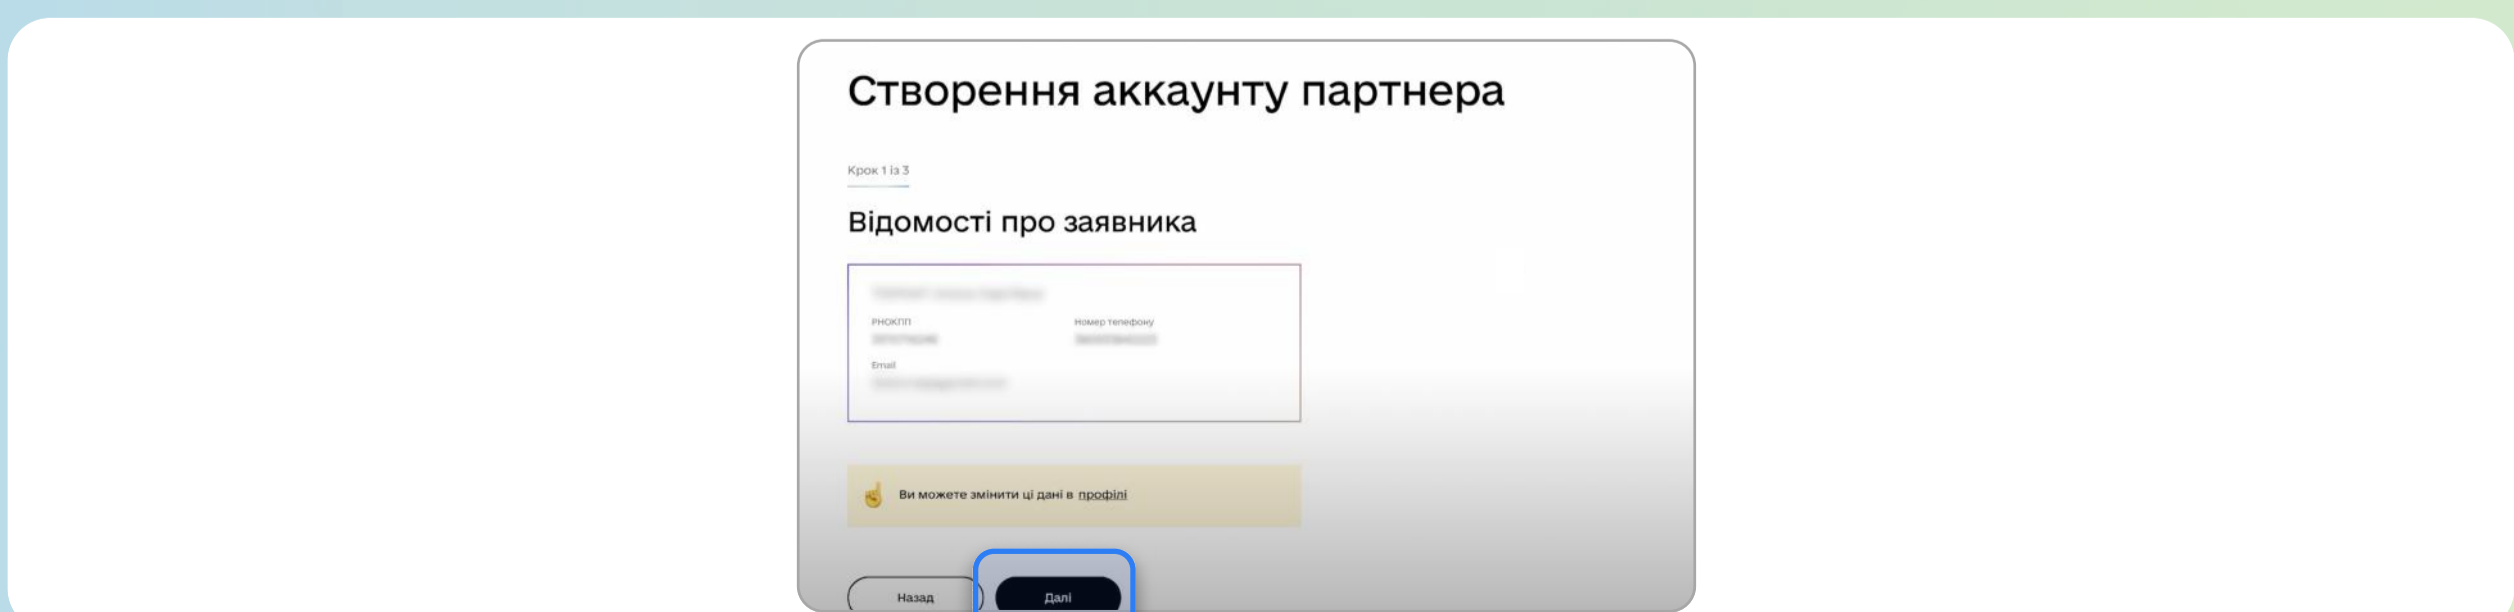 Створення аккаунту партнера
Крок 1 із 3
Відомості про заявника
РНОКПП
Номер телефону
Email
Ви можете змінити ці дані в профілі
Назад
Далі